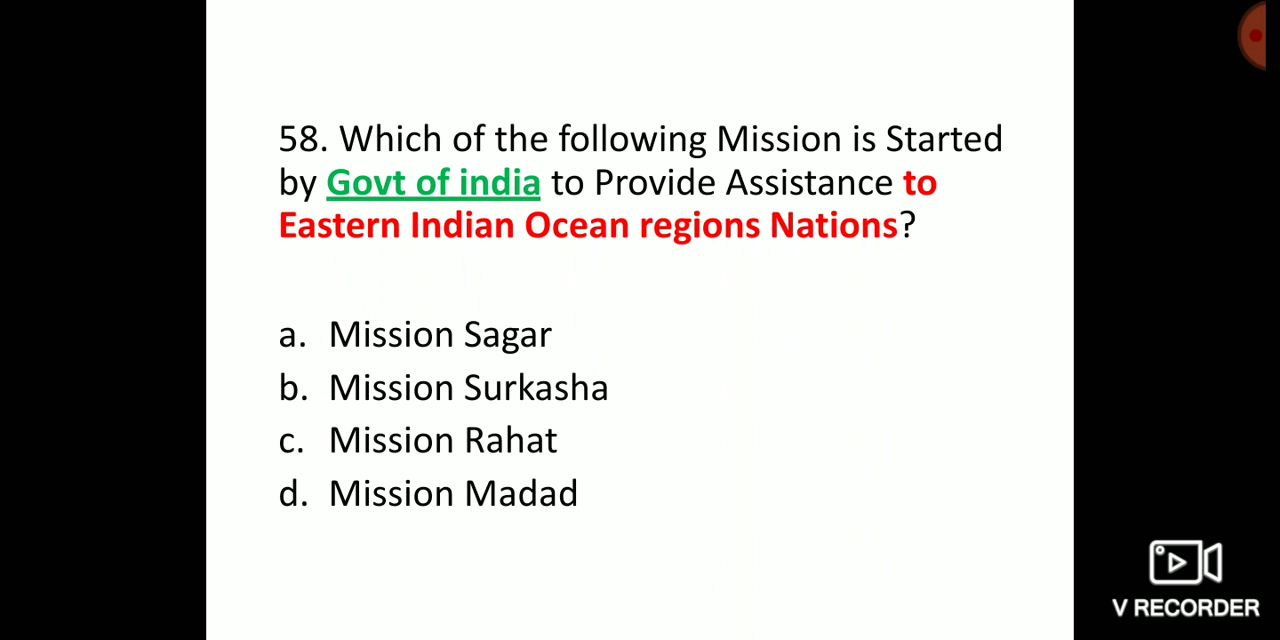 58. Which of the following Mission is Started
by Govt of india to Provide Assistance to
Eastern Indian Ocean regions Nations?
a. Mission Sagar
b. Mission Surkasha
c. Mission Rahat
d. Mission Madad
V RECORDER